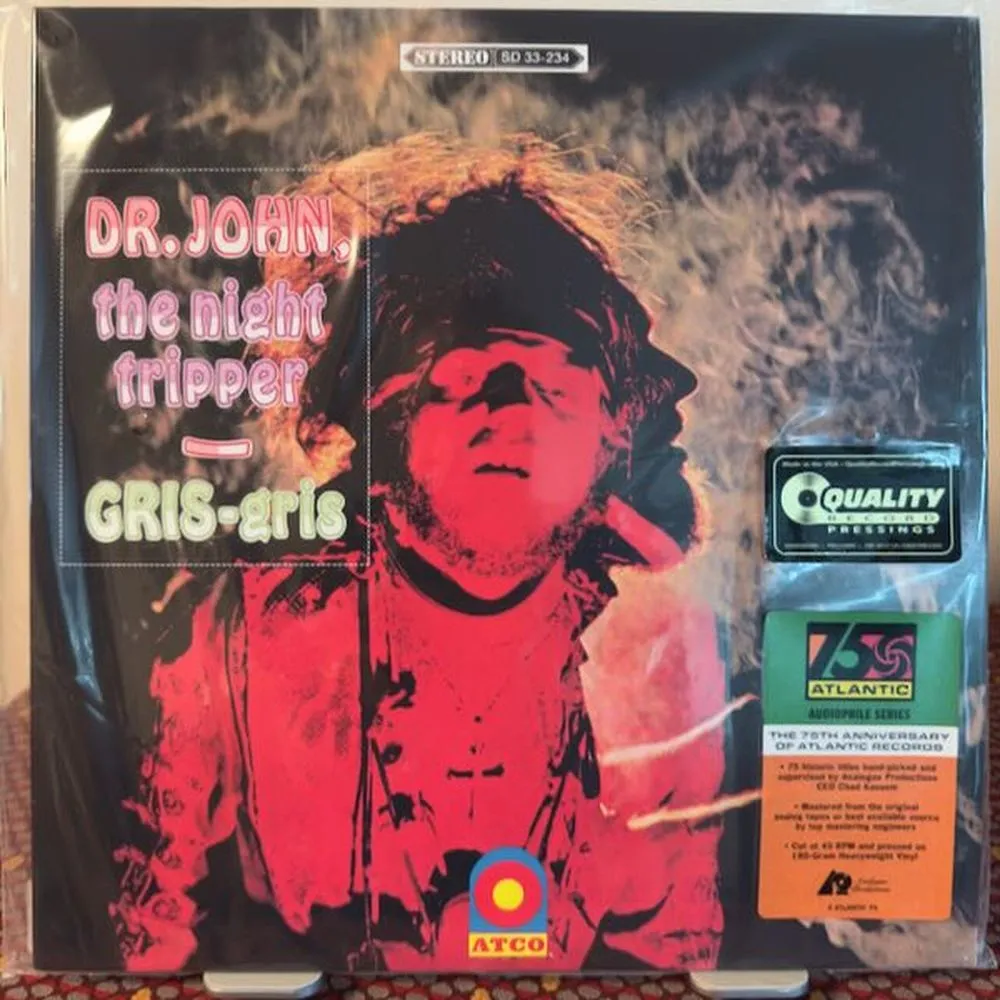 STEREO SD 33-234
DR. JOHN,
the night
tripper
GRIS-gris
QUALITY
RECORD
PRESSINGS
75
ATLANTIC
AUDIOPHILE SERIES
THE 75TH ANNIVERSARY
OF ATLANTIC RECORDS
• 75 historic titles hand-picked and
supervised by Analogue Productions
CEO Chad Kassem
• Mastered from the original
analog tapes or best available source
by top mastering engineers
• Cut at 45 RPM and pressed on
180-Gram Heavyweight Vinyl
Analogue
Productions
ATCO